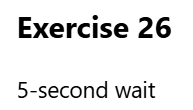 Exercise 26
5-second wait